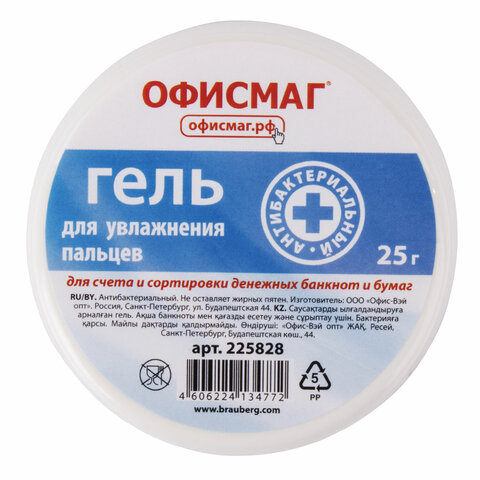 ОФИСМАГ®
офисмаг.рф
гель
для увлажнения
пальцев
АНТИБАКТЕРИАЛЬНЫЙ
25 г
для счета и сортировки денежных банкнот и бумаг
RU/BY. Антибактериальный. Не оставляет жирных пятен. Изготовитель: ООО «Офис-Вэй
опт». Россия, Санкт-Петербург, ул. Будапештская 44. KZ. Саусақтарды ылғалдандыруға
арналған гель. Ақша банкноты мен қағазды есетеу және сұрыптау үшін. Бактерияға
қарсы. Майлы дақтарды қалдырмайды. Өндіруші: «Офис-Вэй опт» ЖАҚ, Ресей,
Санкт-Петербург, Будапештская көш., 44.
арт. 225828
4 606224 134772
www.brauberg.com
5
PP